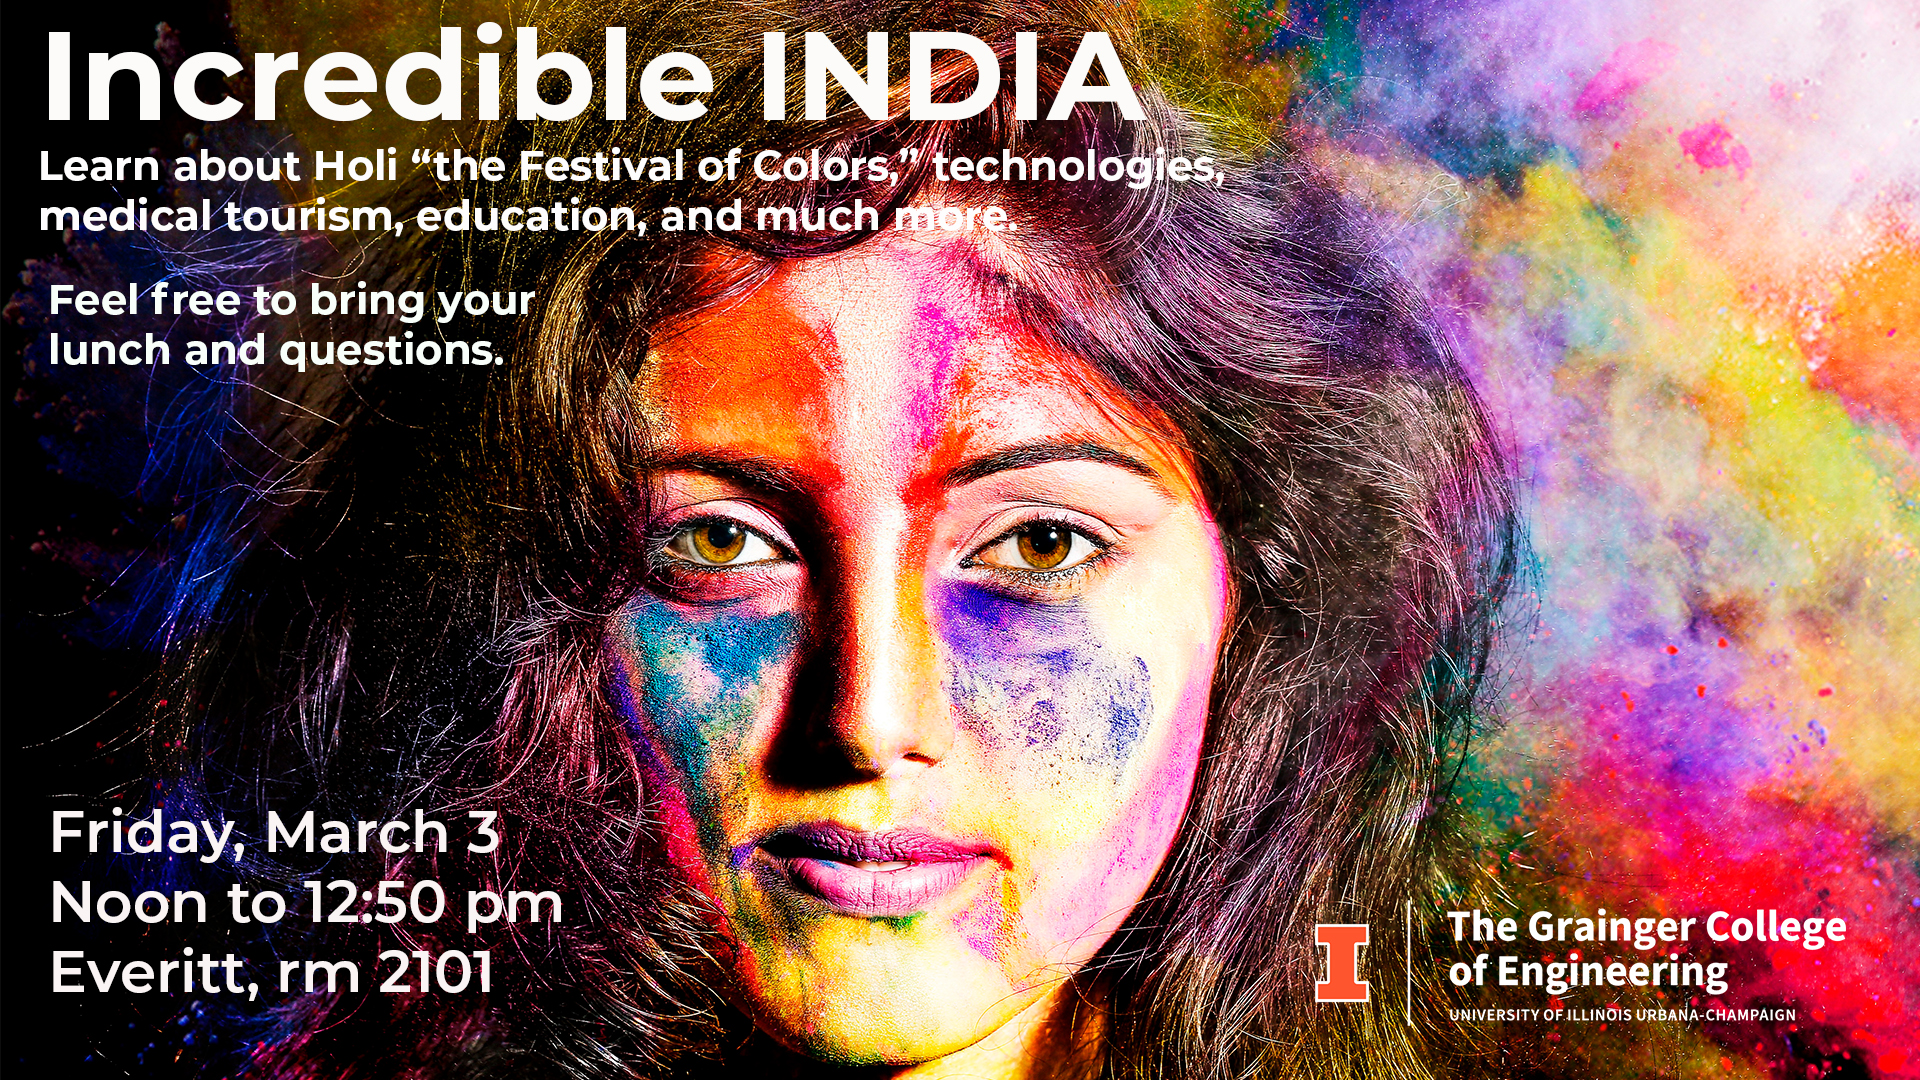 Incredible INDIA
Learn about Holi “the Festival of Colors,” technologies,
medical tourism, education, and much more.
Feel free to bring your
lunch and questions.
Friday, March 3
Noon to 12:50 pm
Everitt, rm 2101
I
The Grainger College
of Engineering
UNIVERSITY OF ILLINOIS URBANA-CHAMPAIGN